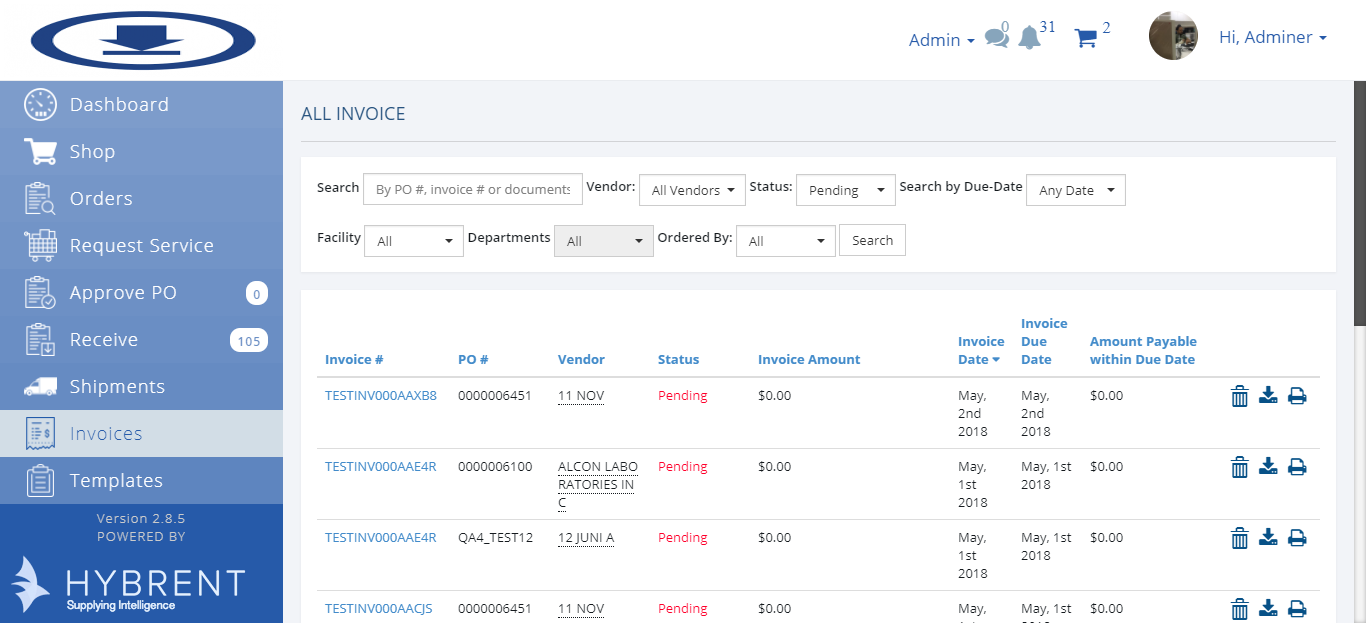 Admin
0
31
2
Hi, Adminer
Dashboard
Shop
Orders
Request Service
Approve PO 0
Receive 105
Shipments
Invoices
Templates
Version 2.8.5
POWERED BY
HYBRENT
Supplying Intelligence
ALL INVOICE
Search By PO #, invoice # or documents Vendor: All Vendors Status: Pending Search by Due-Date Any Date
Facility All Departments All Ordered By: All Search
Invoice # PO # Vendor Status Invoice Amount Invoice Date Invoice Due Date Amount Payable within Due Date
TESTINV000AAXB8 0000006451 11 NOV Pending $0.00 May, 2nd 2018 May, 2nd 2018 $0.00
TESTINV000AAE4R 0000006100 ALCON LABO RATORIES IN C Pending $0.00 May, 1st 2018 May, 1st 2018 $0.00
TESTINV000AAE4R QA4_TEST12 12 JUNI A Pending $0.00 May, 1st 2018 May, 1st 2018 $0.00
TESTINV000AACJS 0000006451 11 NOV Pending $0.00 May, May, 1st $0.00